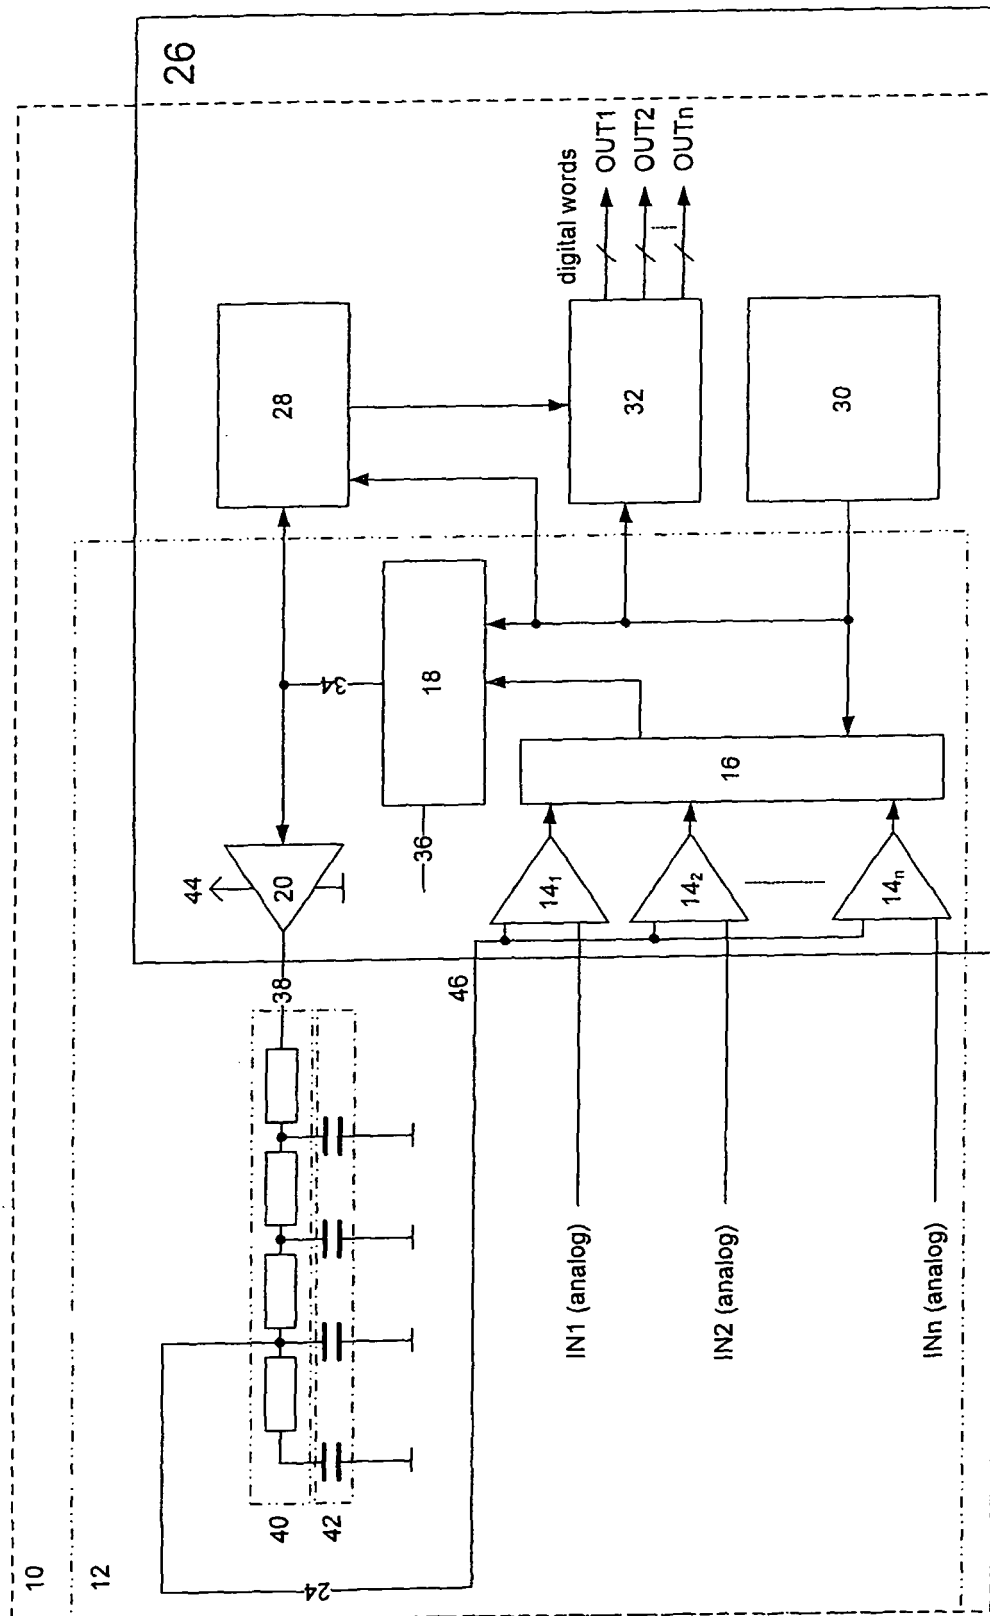 10
12
26
24
40
42
38
44
20
46
34
36
18
28
digital words
OUT1
OUT2
OUTn
32
30
16
14₁
14₂
14ₙ
IN1 (analog)
IN2 (analog)
INn (analog)